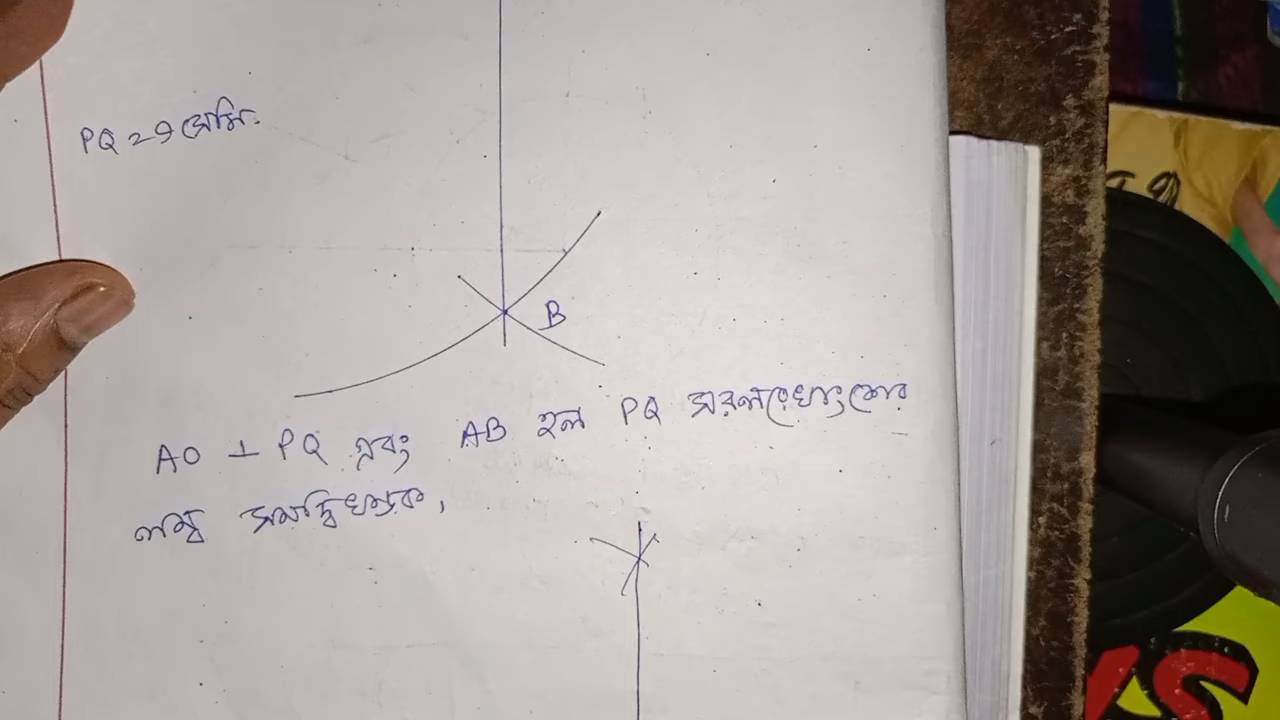 PQ = 9 সেমি.
B
AO ⊥ PQ এবং AB হল PQ সরলরেখাংশের
লম্ব সমদ্বিখণ্ডক,